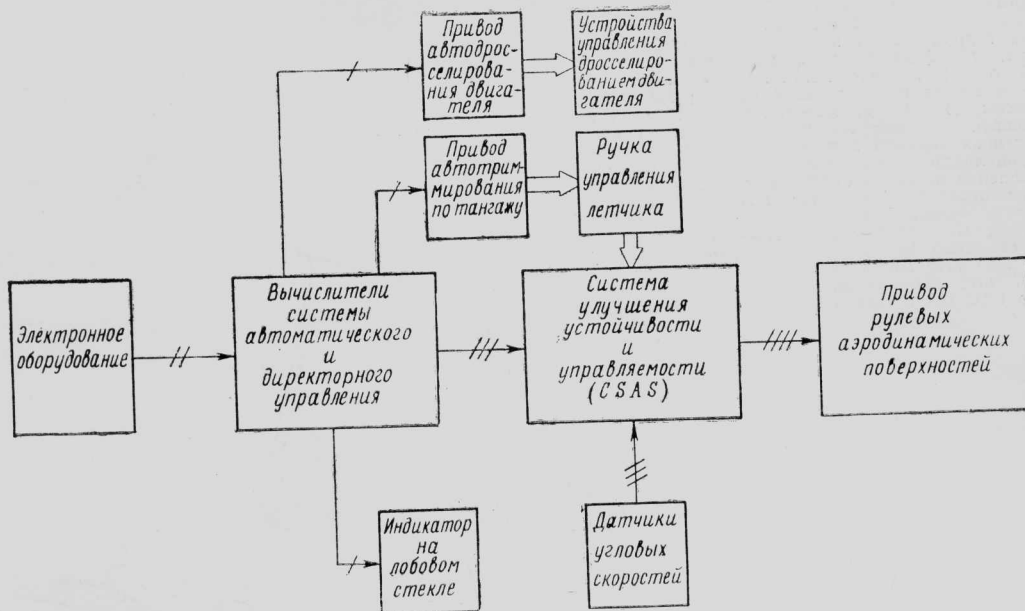 Привод
автодрос-
селирова-
ния двига-
теля
Устройства
управления
дросселиро-
ванием дви-
гателя
Привод
автотрим-
мирования
по тангажу
Ручка
управления
летчика
Электронное
оборудование
Вычислители
системы
автоматического
и
директорного
управления
Система
улучшения
устойчивости
и
управляемости
(CSAS)
Привод
рулевых
аэродинамических
поверхностей
Индикатор
на
лобовом
стекле
Датчики
угловых
скоростей